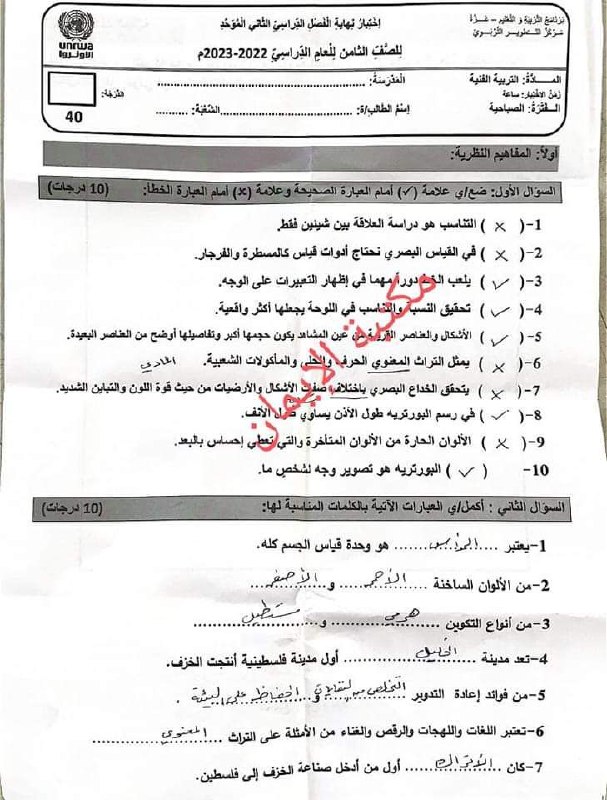 برنامج التربية و التعليم - غزة
مركز التطوير التربوي
unrwa
الأونروا
إختبار نهاية الفصل الدراسي الثاني الموحد
للصف الثامن للعام الدراسي 2022-2023م
المادة: التربية الفنية
زمن الاختبار: ساعة
الفترة: الصباحية
المدرسة: ........................
إسم الطالب/ة: ........................ الشعبة: ............
الدرجة:
40
أولاً: المفاهيم النظرية:
السؤال الأول: ضع/ي علامة (✓) أمام العبارة الصحيحة وعلامة (×) أمام العبارة الخطأ: (10 درجات)
1- ( × ) التناسب هو دراسة العلاقة بين شيئين فقط.
2- ( × ) في القياس البصري نحتاج أدوات قياس كالمسطرة والفرجار.
3- ( ✓ ) يلعب الخط دورة مهما في إظهار التعبيرات على الوجه.
4- ( ✓ ) تحقيق النسبة والتناسب في اللوحة يجعلها أكثر واقعية.
5- ( ✓ ) الأشكال والعناصر القريبة من عين المشاهد يكون حجمها أكبر وتفاصيلها أوضح من العناصر البعيدة.
6- ( × ) يمثل التراث المعنوي الحرف والحلي والمأكولات الشعبية. المادي
7- ( × ) يتحقق الخداع البصري باختلاف صفات الأشكال والأرضيات من حيث قوة اللون والتباين الشديد.
8- ( ✓ ) في رسم البورتريه طول الأذن يساوي طول الأنف.
9- ( × ) الألوان الحارة من الألوان المتأخرة والتي تعطي إحساس بالبعد.
10- ( ✓ ) البورتريه هو تصوير وجه لشخص ما.
مكتبة الإيمان
السؤال الثاني : أكمل/ي العبارات الآتية بالكلمات المناسبة لها: (10 درجات)
1-يعتبر ....الرأس.... هو وحدة قياس الجسم كله.
2-من الألوان الساخنة ....الأحمر.... و....الأصفر....
3-من أنواع التكوين ....هرمي.... و....مستطيل....
4-تعد مدينة ....الخليل.... أول مدينة فلسطينية أنتجت الخزف.
5-من فوائد إعادة التدوير ..التخلص من النفايات.. و..الحفاظ على البيئة..
6-تعتبر اللغات واللهجات والرقص والغناء من الأمثلة على التراث ....المعنوي....
7-كان ....الأتراك.... أول من أدخل صناعة الخزف إلى فلسطين.